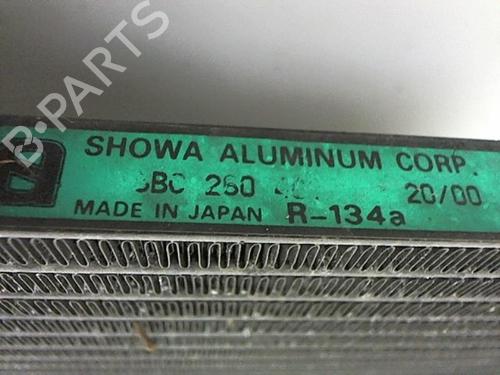 SHOWA ALUMINUM CORP.
20/00
MADE IN JAPAN R-134a
B-PARTS